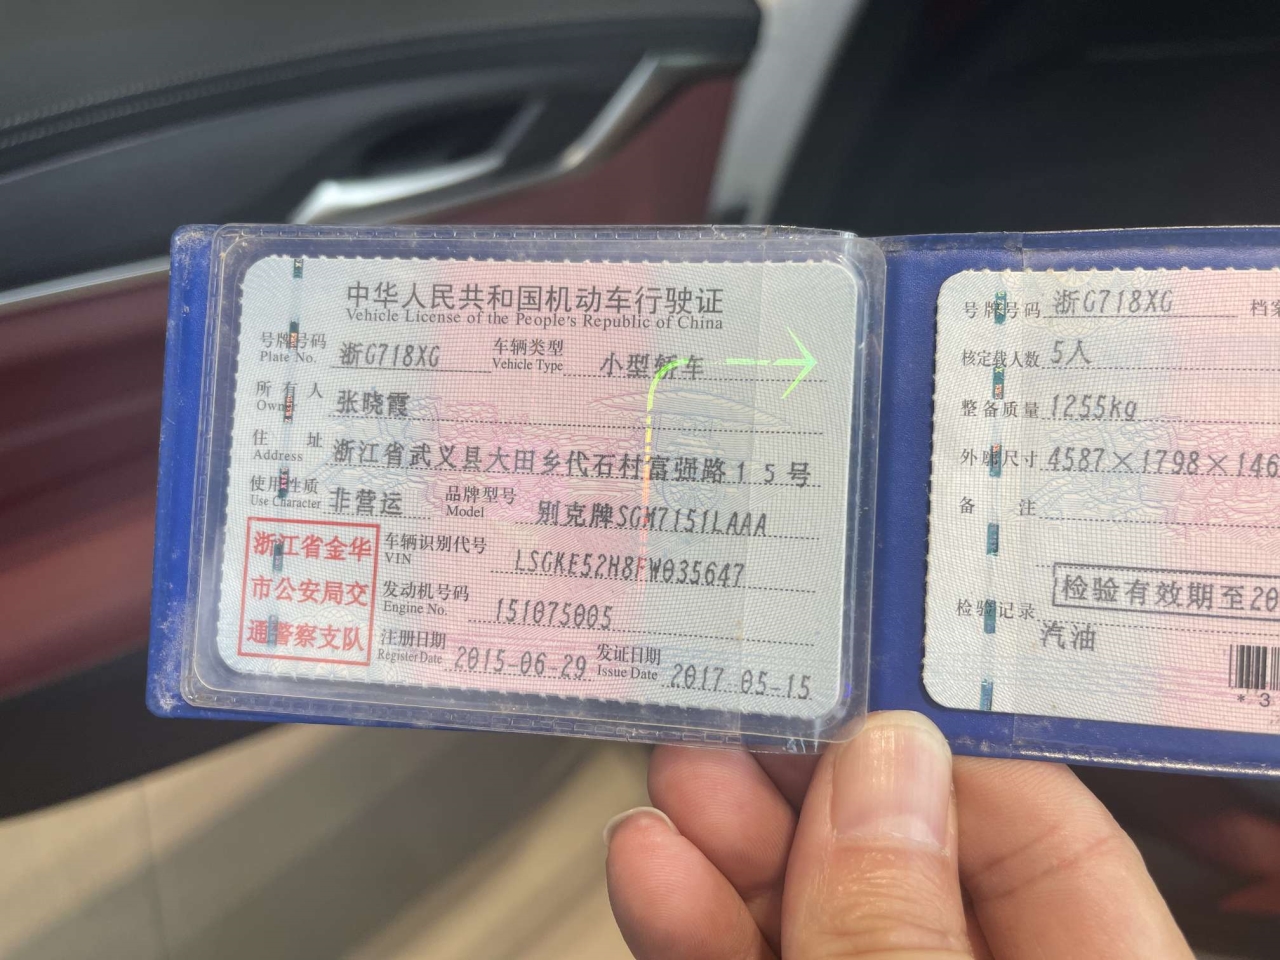 中华人民共和国机动车行驶证
Vehicle License of the People's Republic of China
号牌号码 浙G718XG 车辆类型 小型轿车
Plate No. Vehicle Type
所有人 张晓霞
Owner
住址 浙江省武义县大田乡代石村富强路15号
Address
使用性质 非营运 品牌型号 别克牌SGM7151LAAA
Use Character Model
浙江省金华
市公安局交
通警察支队
车辆识别代号 LSGKE52H8FW035647
VIN
发动机号码 151075005
Engine No.
注册日期 2015-06-29 发证日期 2017-05-15
Register Date Issue Date
号牌号码 浙G718XG 档案
核定载人数 5人
整备质量 1255kg
外廓尺寸 4587×1798×146
备注
检验有效期至20
检验记录
汽油
*3